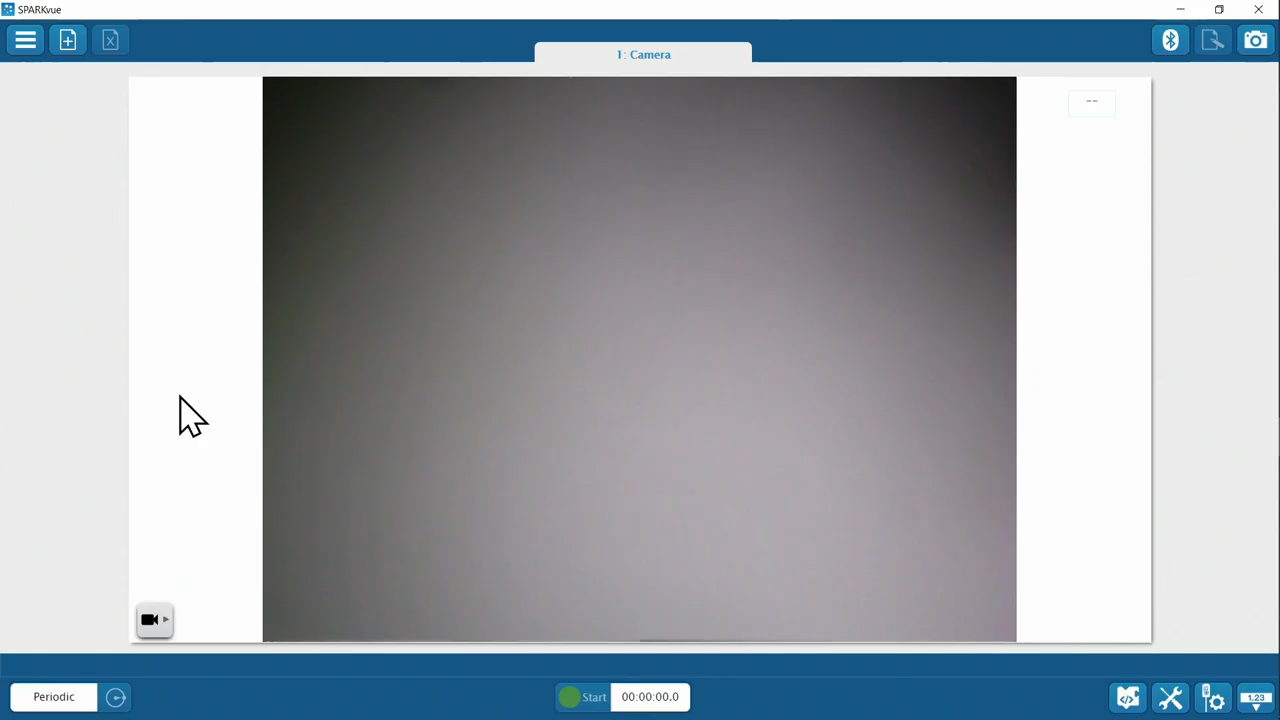 SPARKvue
1: Camera
--
Periodic
Start
00:00:00.0
1.23